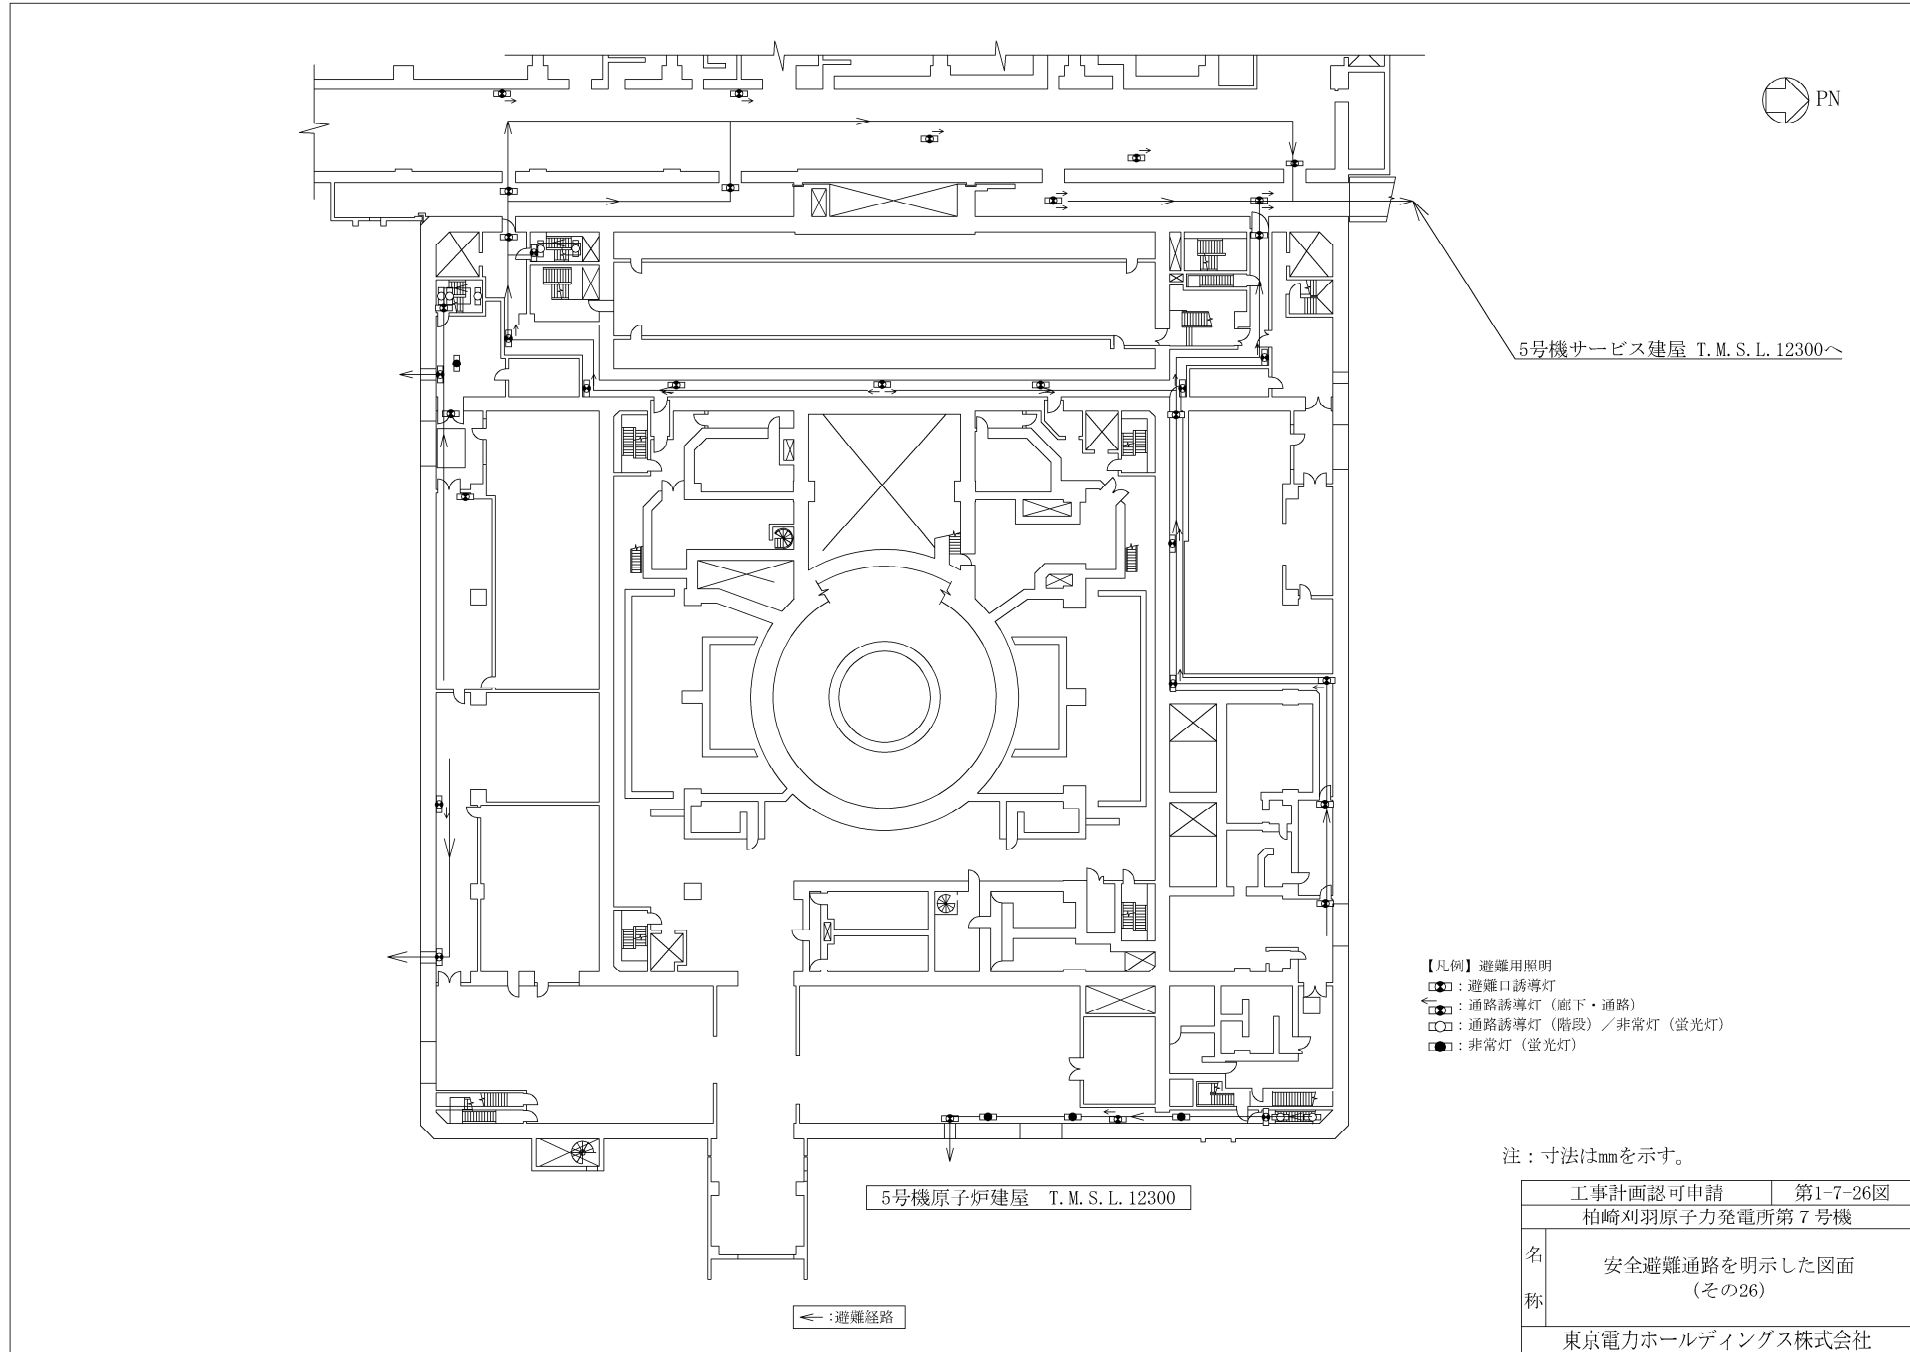 PN
5号機サービス建屋 T.M.S.L.12300へ
【凡例】避難用照明
：避難口誘導灯
：通路誘導灯（廊下・通路）
：通路誘導灯（階段）／非常灯（蛍光灯）
：非常灯（蛍光灯）
注：寸法はmmを示す。
5号機原子炉建屋　T.M.S.L.12300
：避難経路
工事計画認可申請　第1-7-26図
柏崎刈羽原子力発電所第７号機
名称
安全避難通路を明示した図面
（その26）
東京電力ホールディングス株式会社